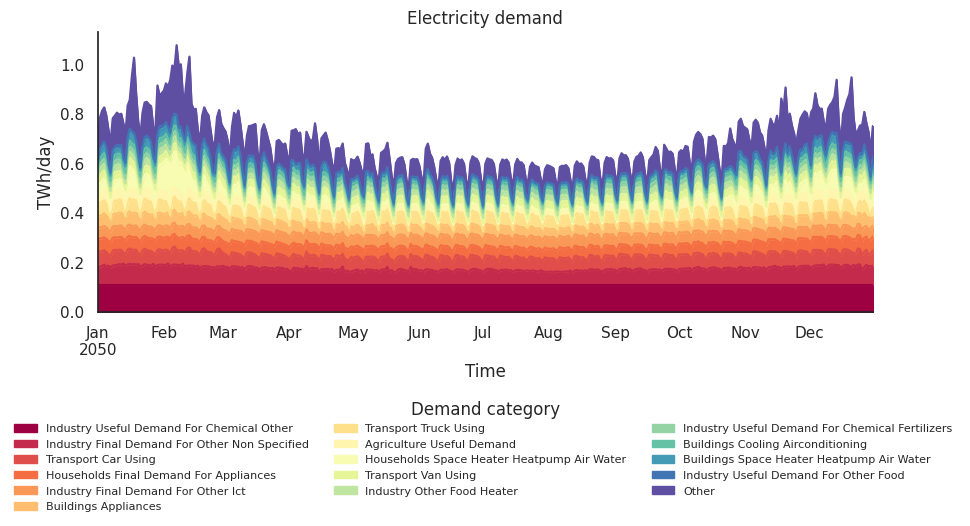 Electricity demand
TWh/day
1.0
0.8
0.6
0.4
0.2
0.0
Jan Feb Mar Apr May Jun Jul Aug Sep Oct Nov Dec
2050
Time
Demand category
Industry Useful Demand For Chemical Other
Industry Final Demand For Other Non Specified
Transport Car Using
Households Final Demand For Appliances
Industry Final Demand For Other Ict
Buildings Appliances
Transport Truck Using
Agriculture Useful Demand
Households Space Heater Heatpump Air Water
Transport Van Using
Industry Other Food Heater
Industry Useful Demand For Chemical Fertilizers
Buildings Cooling Airconditioning
Buildings Space Heater Heatpump Air Water
Industry Useful Demand For Other Food
Other